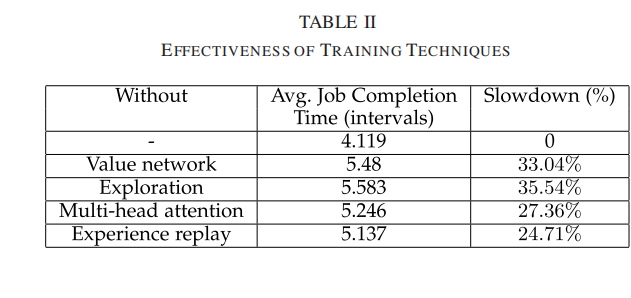 TABLE II
EFFECTIVENESS OF TRAINING TECHNIQUES
Without Avg. Job Completion Slowdown (%)
Time (intervals)
- 4.119 0
Value network 5.48 33.04%
Exploration 5.583 35.54%
Multi-head attention 5.246 27.36%
Experience replay 5.137 24.71%